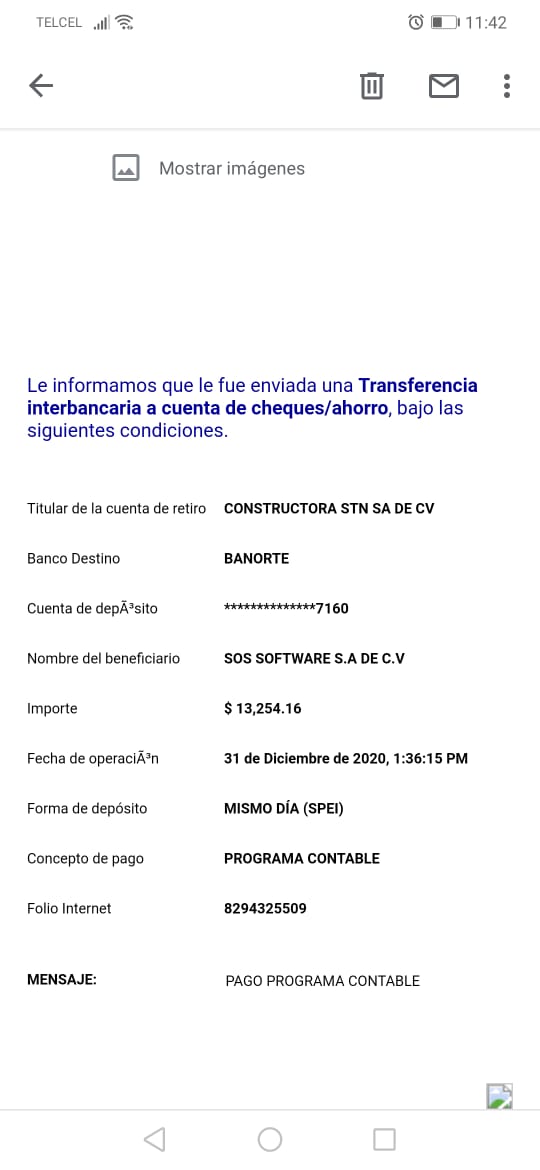 TELCEL 11:42
Mostrar imágenes
Le informamos que le fue enviada una Transferencia
interbancaria a cuenta de cheques/ahorro, bajo las
siguientes condiciones.
Titular de la cuenta de retiro CONSTRUCTORA STN SA DE CV
Banco Destino BANORTE
Cuenta de depÃ³sito **************7160
Nombre del beneficiario SOS SOFTWARE S.A DE C.V
Importe $ 13,254.16
Fecha de operaciÃ³n 31 de Diciembre de 2020, 1:36:15 PM
Forma de depósito MISMO DÍA (SPEI)
Concepto de pago PROGRAMA CONTABLE
Folio Internet 8294325509
MENSAJE: PAGO PROGRAMA CONTABLE